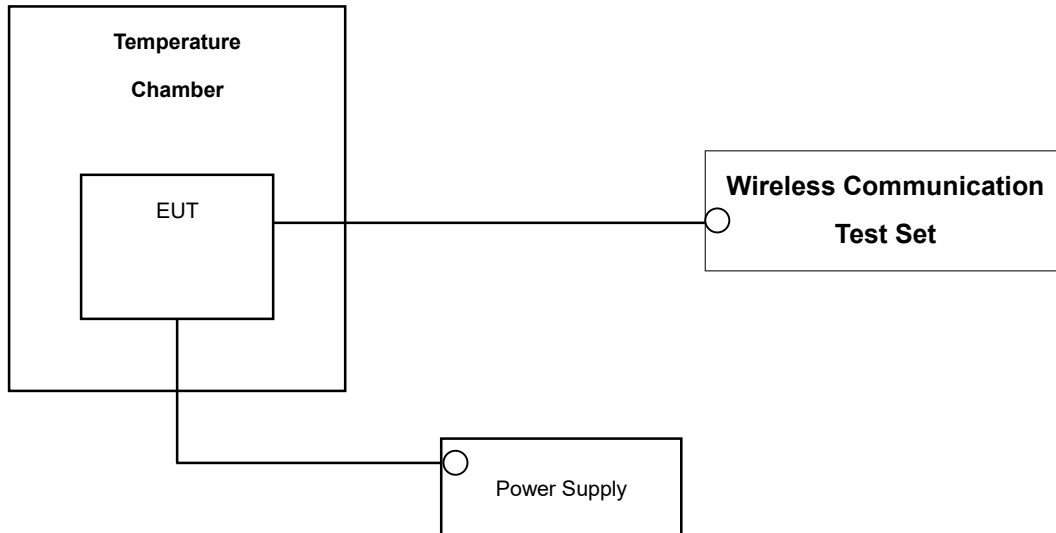 Temperature
Chamber
EUT
Wireless Communication
Test Set
Power Supply